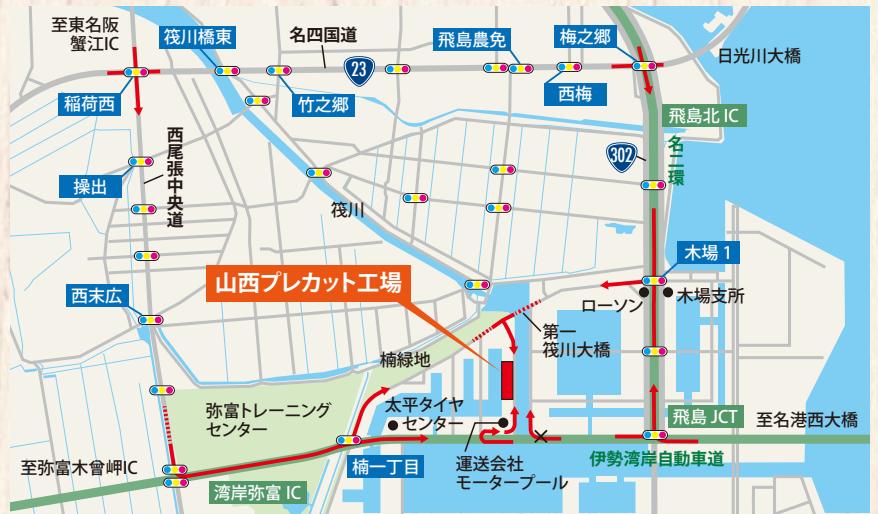 至東名阪
蟹江IC
筏川橋東
名四国道
23
飛島農免
梅之郷
日光川大橋
稲荷西
竹之郷
西梅
飛島北 IC
西尾張中央道
302
名二環
操出
筏川
木場 1
山西プレカット工場
西末広
ローソン
木場支所
第一
筏川大橋
楠緑地
弥富トレーニング
センター
太平タイヤ
センター
飛島 JCT
至名港西大橋
至弥富木曾岬IC
楠一丁目
運送会社
モータープール
伊勢湾岸自動車道
湾岸弥富 IC